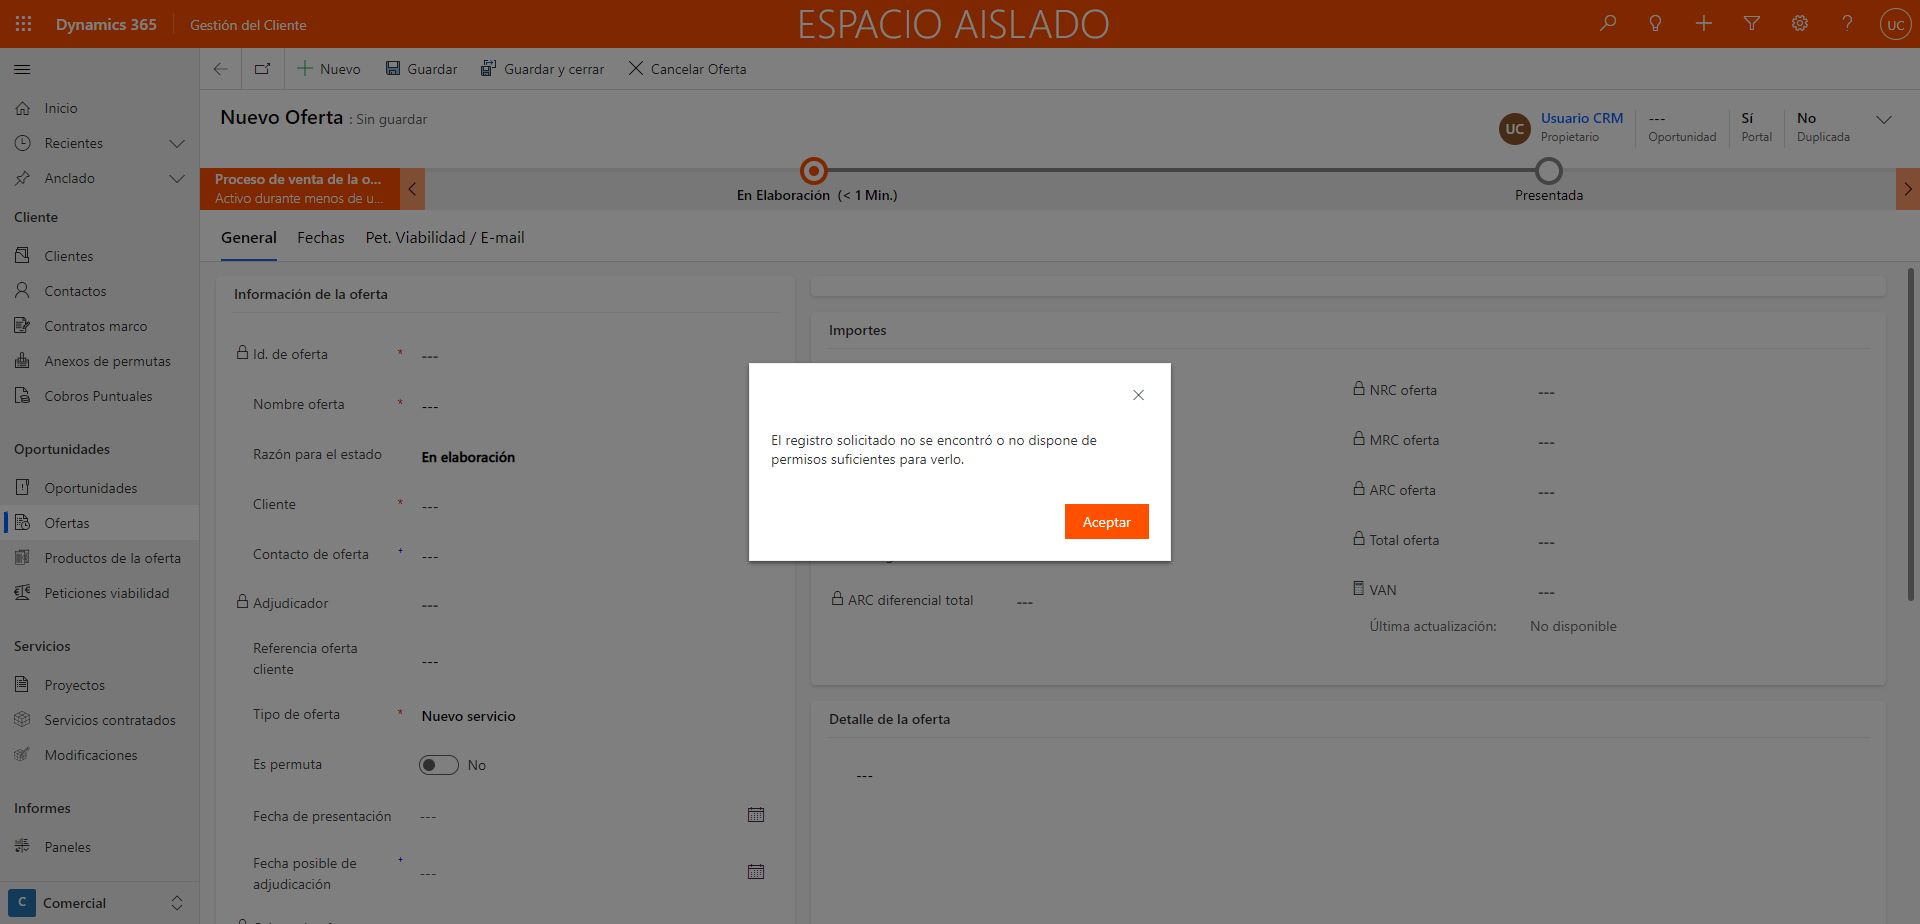 Dynamics 365
Gestión del Cliente
ESPACIO AISLADO
UC
Nuevo
Guardar
Guardar y cerrar
Cancelar Oferta
Inicio
Recientes
Anclado
Cliente
Clientes
Contactos
Contratos marco
Anexos de permutas
Cobros Puntuales
Oportunidades
Oportunidades
Ofertas
Productos de la oferta
Peticiones viabilidad
Servicios
Proyectos
Servicios contratados
Modificaciones
Informes
Paneles
C Comercial
Nuevo Oferta : Sin guardar
UC
Usuario CRM
Propietario
---
Oportunidad
Sí
Portal
No
Duplicada
Proceso de venta de la o...
Activo durante menos de u...
En Elaboración (< 1 Min.)
Presentada
General
Fechas
Pet. Viabilidad / E-mail
Información de la oferta
Id. de oferta * ---
Nombre oferta * ---
Razón para el estado En elaboración
Cliente * ---
Contacto de oferta + ---
Adjudicador ---
Referencia oferta
cliente
---
Tipo de oferta * Nuevo servicio
Es permuta No
Fecha de presentación ---
Fecha posible de
adjudicación
+ ---
Importes
ARC diferencial total ---
NRC oferta ---
MRC oferta ---
ARC oferta ---
Total oferta ---
VAN ---
Última actualización: No disponible
Detalle de la oferta
---
El registro solicitado no se encontró o no dispone de
permisos suficientes para verlo.
Aceptar